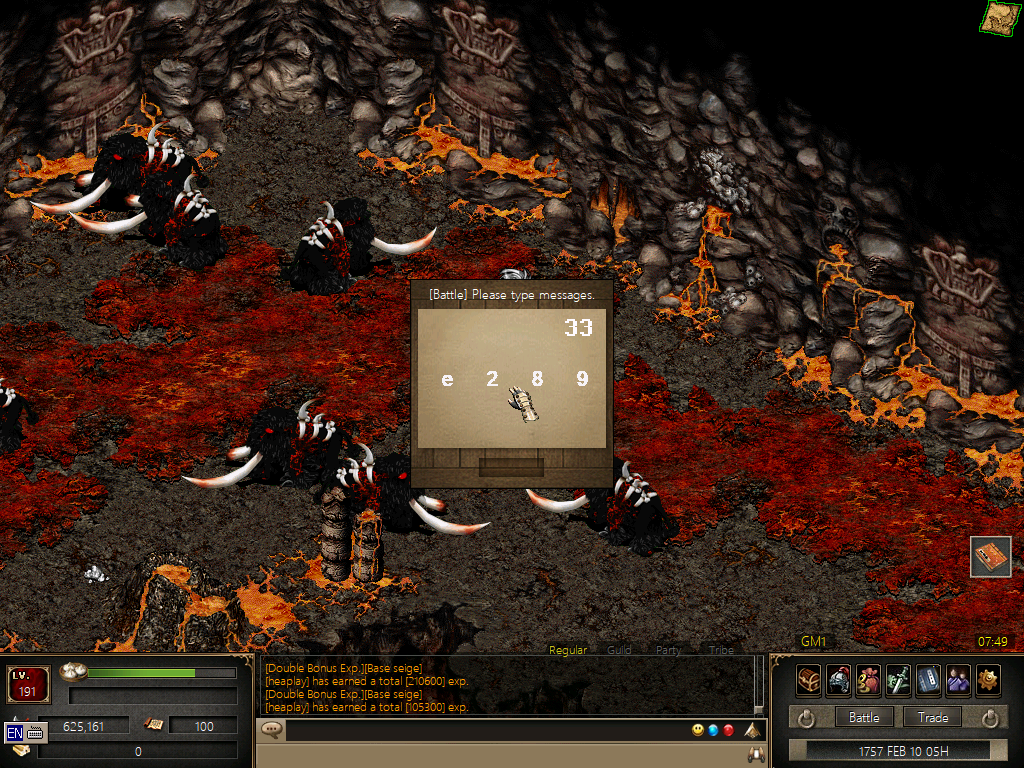 [Battle] Please type messages.
33
e 2 8 9
Regular Guild Party Tribe
GM1
07:49
LV.
191
[Double Bonus Exp.][Base seige]
[heaplay] has earned a total [210600] exp.
[Double Bonus Exp.][Base seige]
[heaplay] has earned a total [105300] exp.
625,161
100
EN
0
Battle
Trade
1757 FEB 10 05H